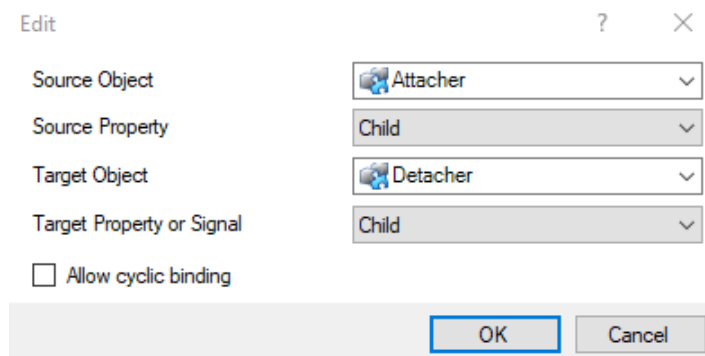 Edit ?
Source Object Attacher
Source Property Child
Target Object Detacher
Target Property or Signal Child
Allow cyclic binding
OK Cancel